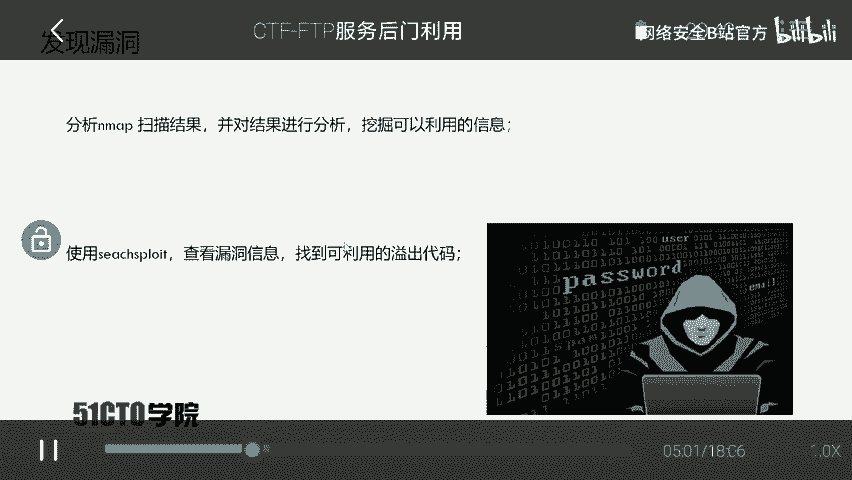 发现漏洞
CTF-FTP服务后门利用
网络安全B站官方 bilibili
分析nmap 扫描结果，并对结果进行分析，挖掘可以利用的信息；
使用seachsploit，查看漏洞信息，找到可利用的溢出代码；
user
password
email
51CTO学院
05:01/18:06
1.0X